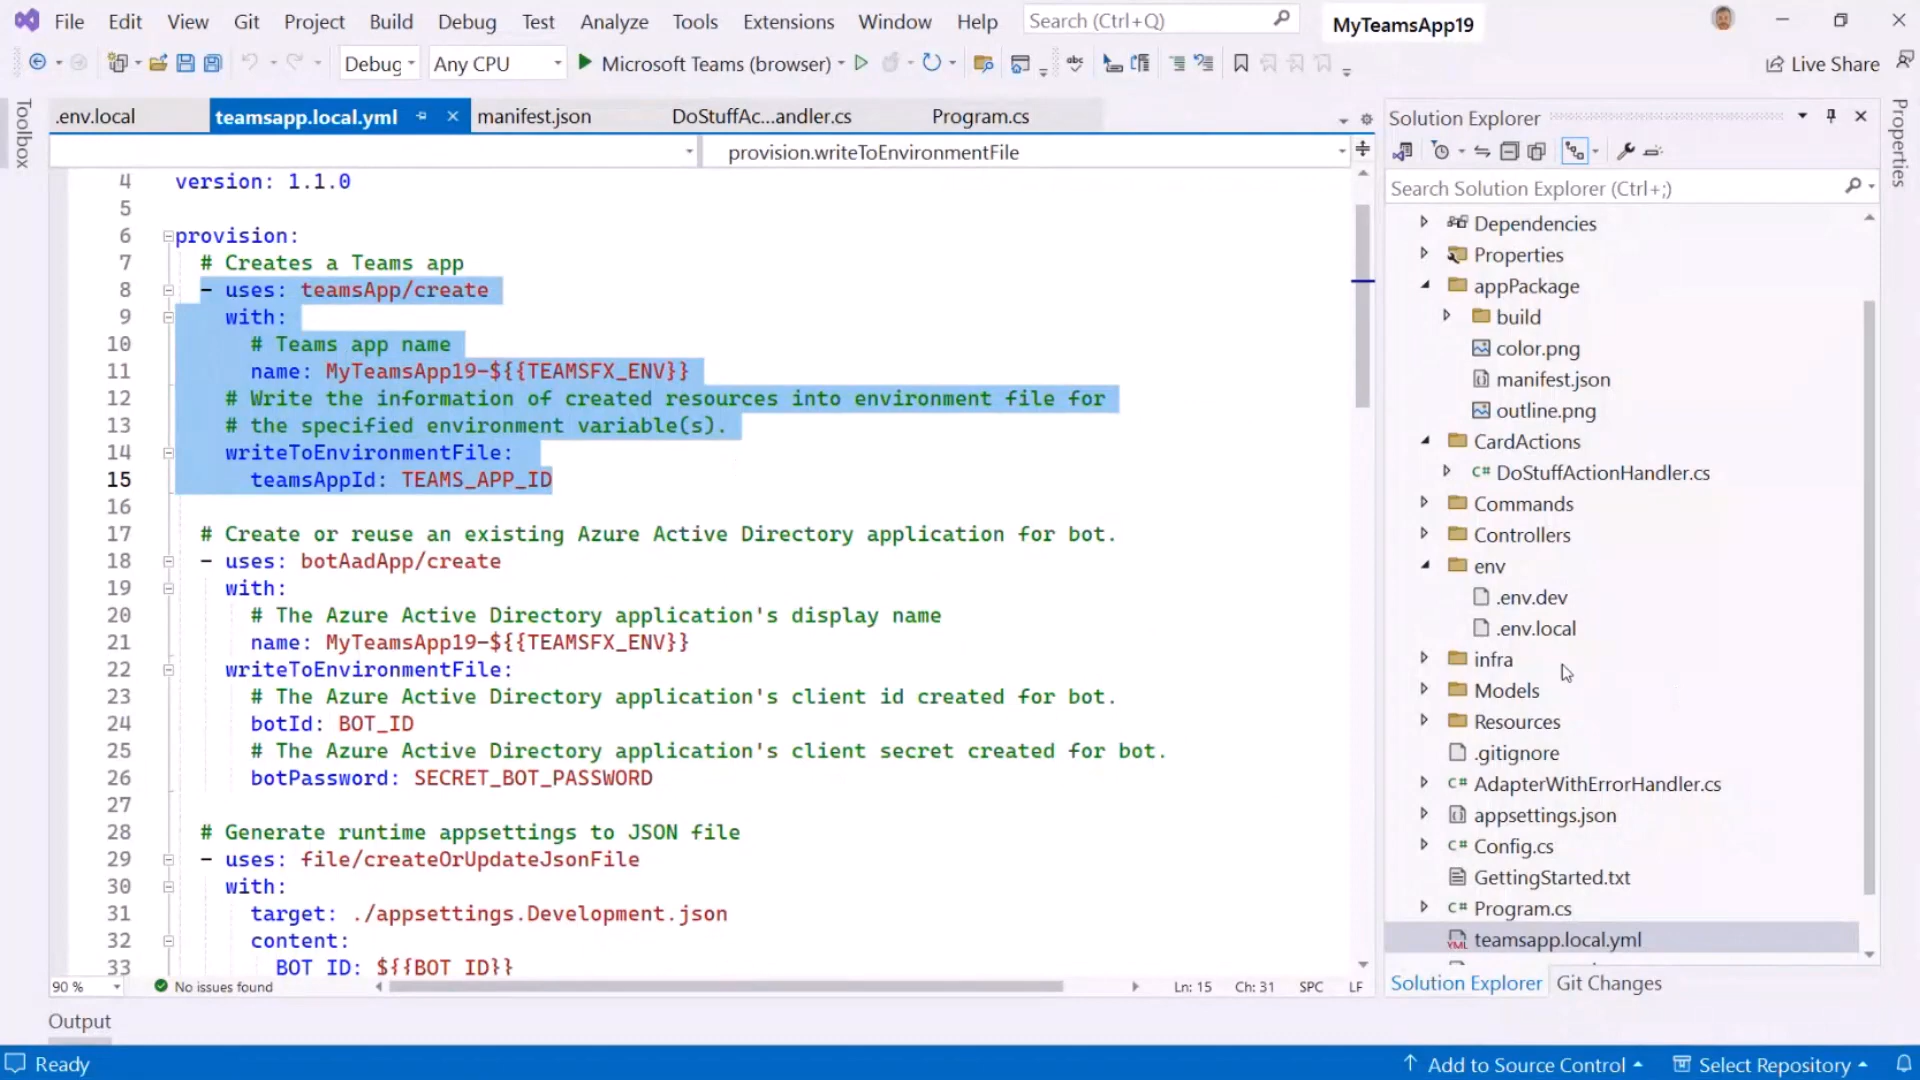 File Edit View Git Project Build Debug Test Analyze Tools Extensions Window Help Search (Ctrl+Q) MyTeamsApp19
Debug Any CPU Microsoft Teams (browser) Live Share
Toolbox
.env.local teamsapp.local.yml manifest.json DoStuffAc...andler.cs Program.cs
provision.writeToEnvironmentFile
4 version: 1.1.0
5
6 provision:
7 # Creates a Teams app
8 - uses: teamsApp/create
9 with:
10 # Teams app name
11 name: MyTeamsApp19-${{TEAMSFX_ENV}}
12 # Write the information of created resources into environment file for
13 # the specified environment variable(s).
14 writeToEnvironmentFile:
15 teamsAppId: TEAMS_APP_ID
16
17 # Create or reuse an existing Azure Active Directory application for bot.
18 - uses: botAadApp/create
19 with:
20 # The Azure Active Directory application's display name
21 name: MyTeamsApp19-${{TEAMSFX_ENV}}
22 writeToEnvironmentFile:
23 # The Azure Active Directory application's client id created for bot.
24 botId: BOT_ID
25 # The Azure Active Directory application's client secret created for bot.
26 botPassword: SECRET_BOT_PASSWORD
27
28 # Generate runtime appsettings to JSON file
29 - uses: file/createOrUpdateJsonFile
30 with:
31 target: ./appsettings.Development.json
32 content:
33 BOT_ID: ${{BOT_ID}}
90 % No issues found Ln: 15 Ch: 31 SPC LF
Solution Explorer
Search Solution Explorer (Ctrl+;)
Dependencies
Properties
appPackage
build
color.png
manifest.json
outline.png
CardActions
C# DoStuffActionHandler.cs
Commands
Controllers
env
.env.dev
.env.local
infra
Models
Resources
.gitignore
C# AdapterWithErrorHandler.cs
appsettings.json
C# Config.cs
GettingStarted.txt
C# Program.cs
YML teamsapp.local.yml
Solution Explorer Git Changes
Properties
Output
Ready Add to Source Control Select Repository